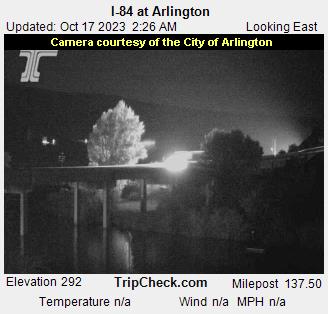 I-84 at Arlington
Updated: Oct 17 2023 2:26 AM Looking East
Camera courtesy of the City of Arlington
Elevation 292 TripCheck.com Milepost 137.50
Temperature n/a Wind n/a MPH n/a